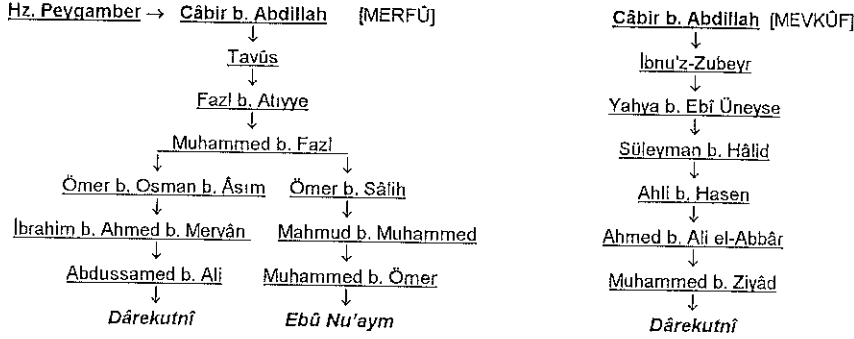 Hz. Peygamber → Câbir b. Abdillah [MERFÛ]
Tavûs
Fazl b. Atıyye
Muhammed b. Fazl
Ömer b. Osman b. Âsım Ömer b. Sâlih
İbrahim b. Ahmed b. Mervân Mahmud b. Muhammed
Abdussamed b. Ali Muhammed b. Ömer
Dârekutnî Ebû Nu'aym
Câbir b. Abdillah [MEVKÛF]
İbnu'z-Zubeyr
Yahya b. Ebî Üneyse
Süleyman b. Hâlid
Ahli b. Hasen
Ahmed b. Ali el-Abbâr
Muhammed b. Ziyâd
Dârekutnî